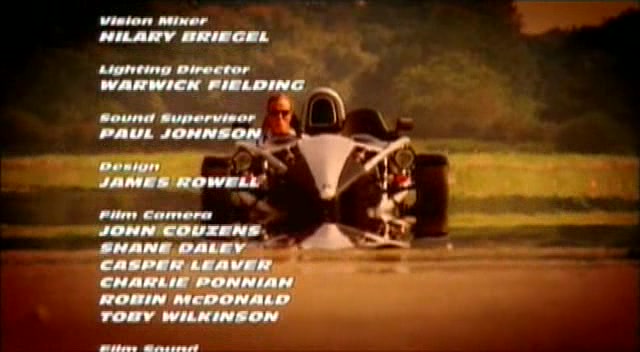 Vision Mixer
HILARY BRIEGEL
Lighting Director
WARWICK FIELDING
Sound Supervisor
PAUL JOHNSON
Design
JAMES ROWELL
Film Camera
JOHN COUZENS
SHANE DALEY
CASPER LEAVER
CHARLIE PONNIAH
ROBIN McDONALD
TOBY WILKINSON
Film Sound